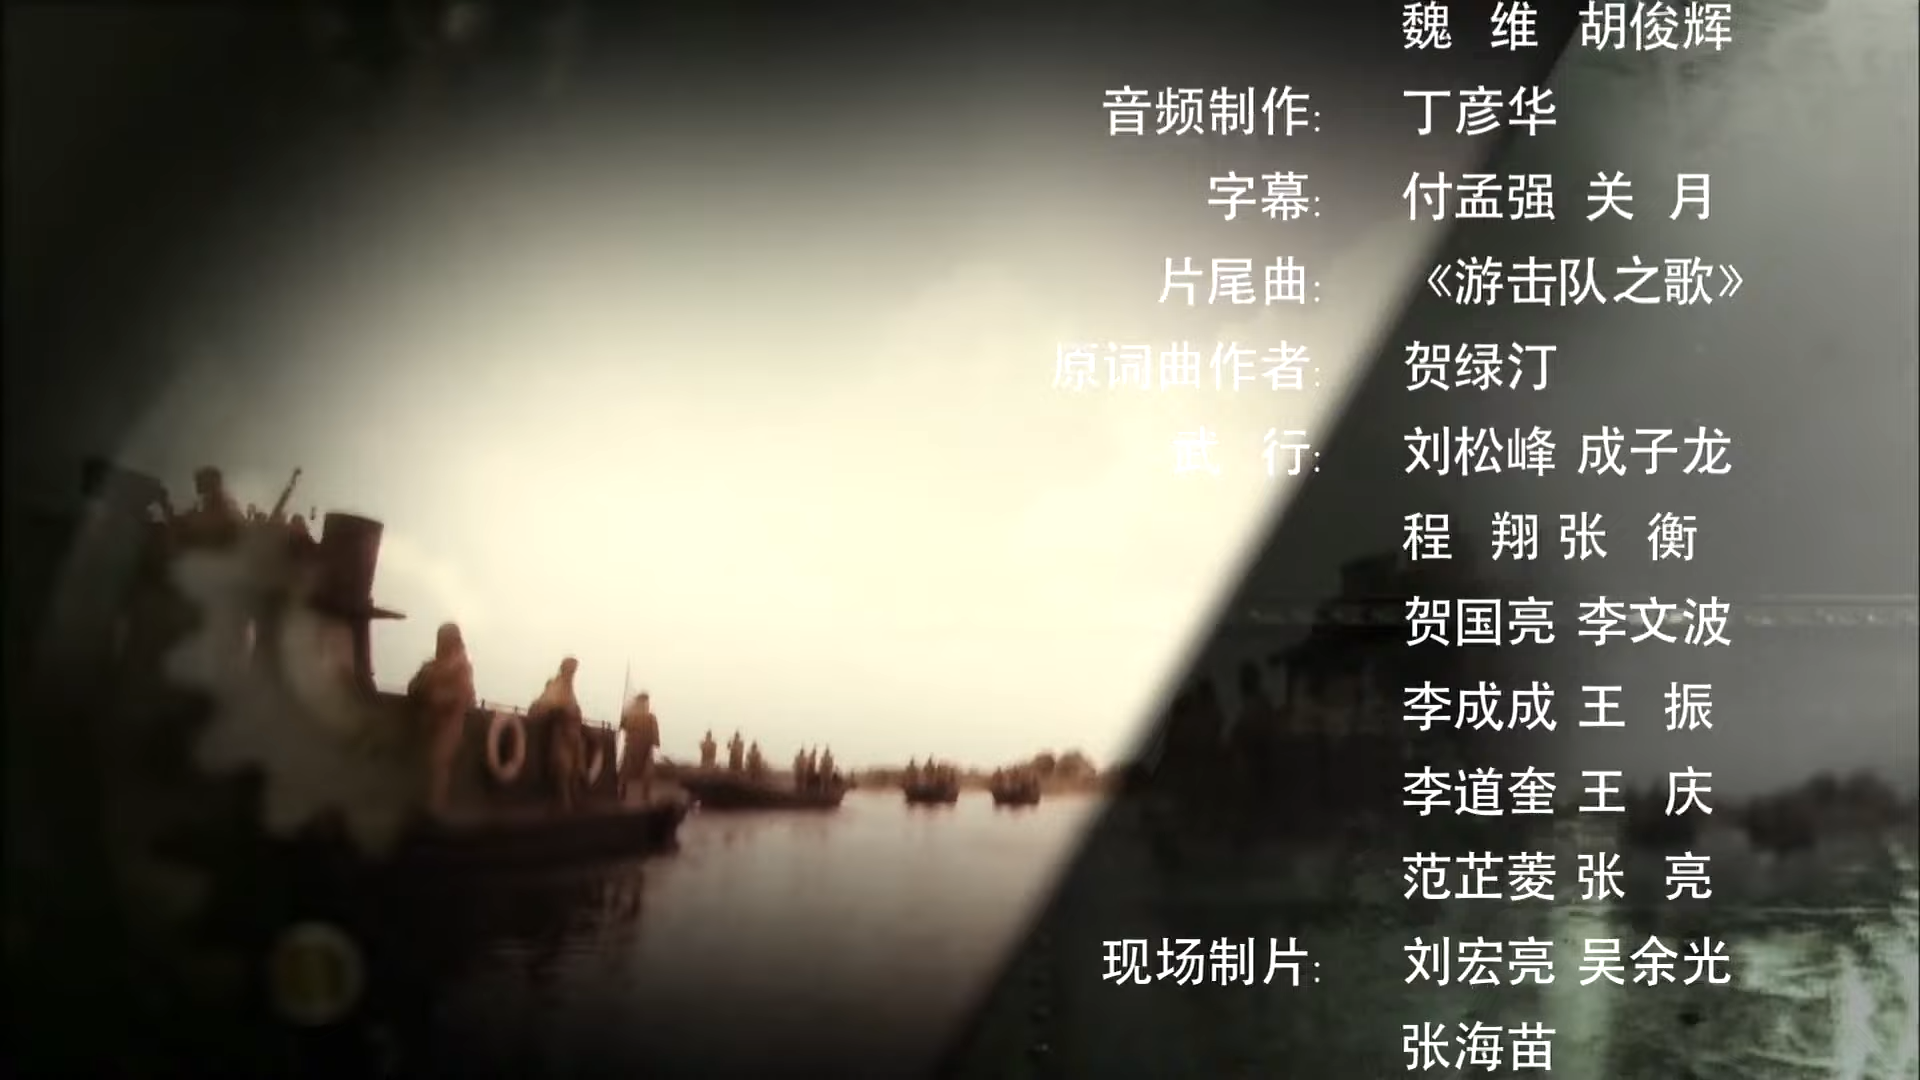 魏 维 胡俊辉
音频制作: 丁彦华
字幕: 付孟强 关 月
片尾曲: 《游击队之歌》
原词曲作者: 贺绿汀
武 行: 刘松峰 成子龙
程 翔 张 衡
贺国亮 李文波
李成成 王 振
李道奎 王 庆
范芷菱 张 亮
现场制片: 刘宏亮 吴余光
张海苗